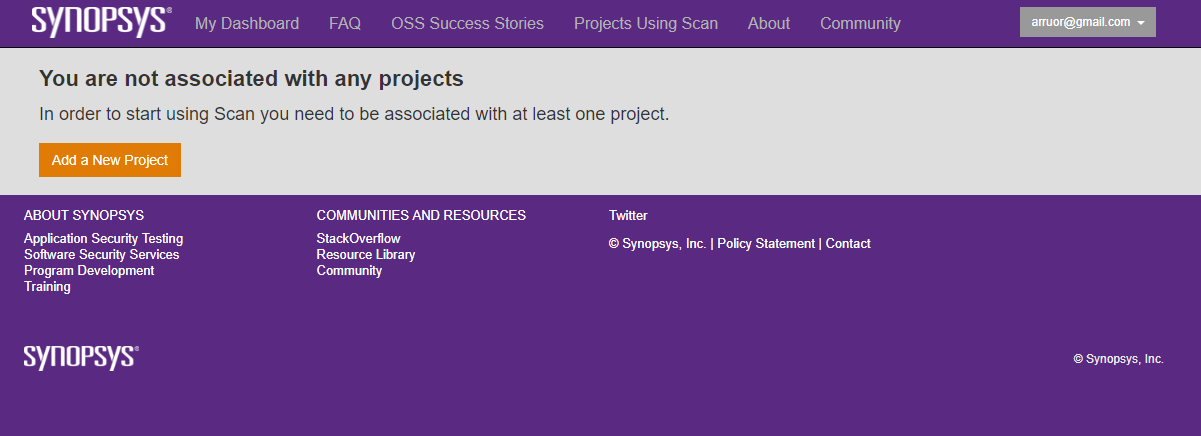 SYNOPSYS® My Dashboard FAQ OSS Success Stories Projects Using Scan About Community arruor@gmail.com
You are not associated with any projects
In order to start using Scan you need to be associated with at least one project.
Add a New Project
ABOUT SYNOPSYS
Application Security Testing
Software Security Services
Program Development
Training
COMMUNITIES AND RESOURCES
StackOverflow
Resource Library
Community
Twitter
© Synopsys, Inc. | Policy Statement | Contact
SYNOPSYS®
© Synopsys, Inc.